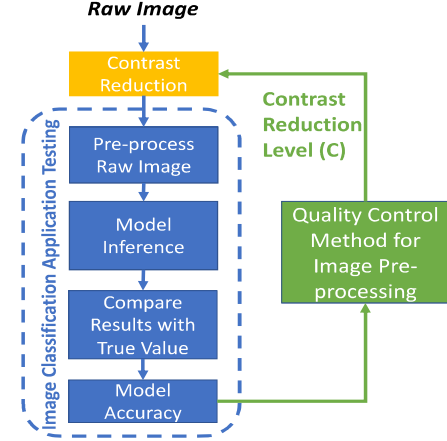 Raw Image
Contrast
Reduction
Contrast
Reduction
Level (C)
Image Classification Application Testing
Pre-process
Raw Image
Model
Inference
Quality Control
Method for
Image Pre-
processing
Compare
Results with
True Value
Model
Accuracy